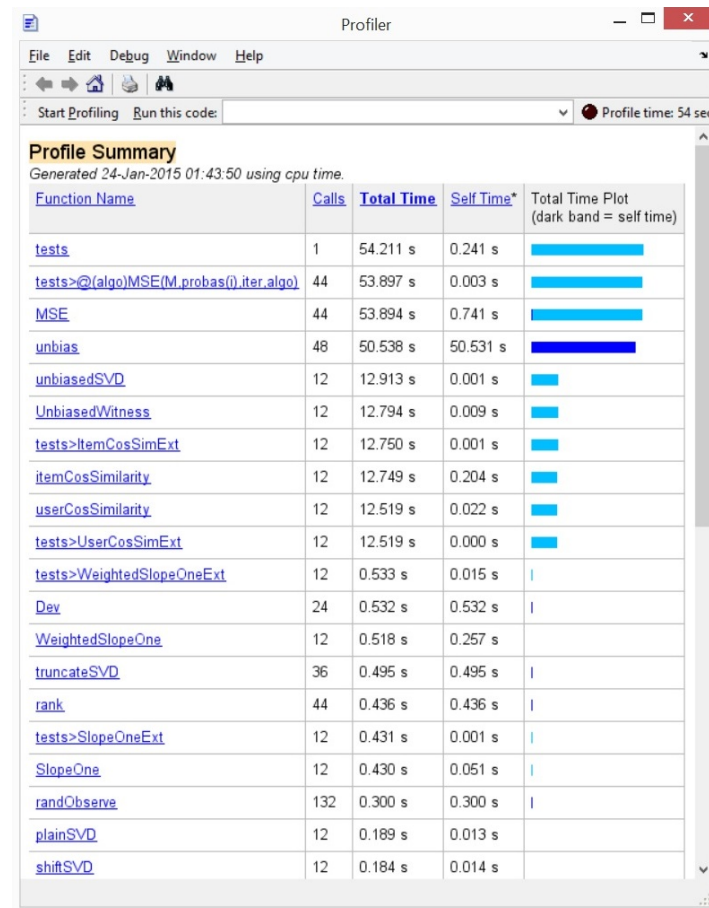 Profiler
File Edit Debug Window Help
Start Profiling Run this code: Profile time: 54 sec
Profile Summary
Generated 24-Jan-2015 01:43:50 using cpu time.
Function Name Calls Total Time Self Time* Total Time Plot
(dark band = self time)
tests 1 54.211 s 0.241 s
tests>@(algo)MSE(M,probas(i),iter,algo) 44 53.897 s 0.003 s
MSE 44 53.894 s 0.741 s
unbias 48 50.538 s 50.531 s
unbiasedSVD 12 12.913 s 0.001 s
UnbiasedWitness 12 12.794 s 0.009 s
tests>ItemCosSimExt 12 12.750 s 0.001 s
itemCosSimilarity 12 12.749 s 0.204 s
userCosSimilarity 12 12.519 s 0.022 s
tests>UserCosSimExt 12 12.519 s 0.000 s
tests>WeightedSlopeOneExt 12 0.533 s 0.015 s
Dev 24 0.532 s 0.532 s
WeightedSlopeOne 12 0.518 s 0.257 s
truncateSVD 36 0.495 s 0.495 s
rank 44 0.436 s 0.436 s
tests>SlopeOneExt 12 0.431 s 0.001 s
SlopeOne 12 0.430 s 0.051 s
randObserve 132 0.300 s 0.300 s
plainSVD 12 0.189 s 0.013 s
shiftSVD 12 0.184 s 0.014 s